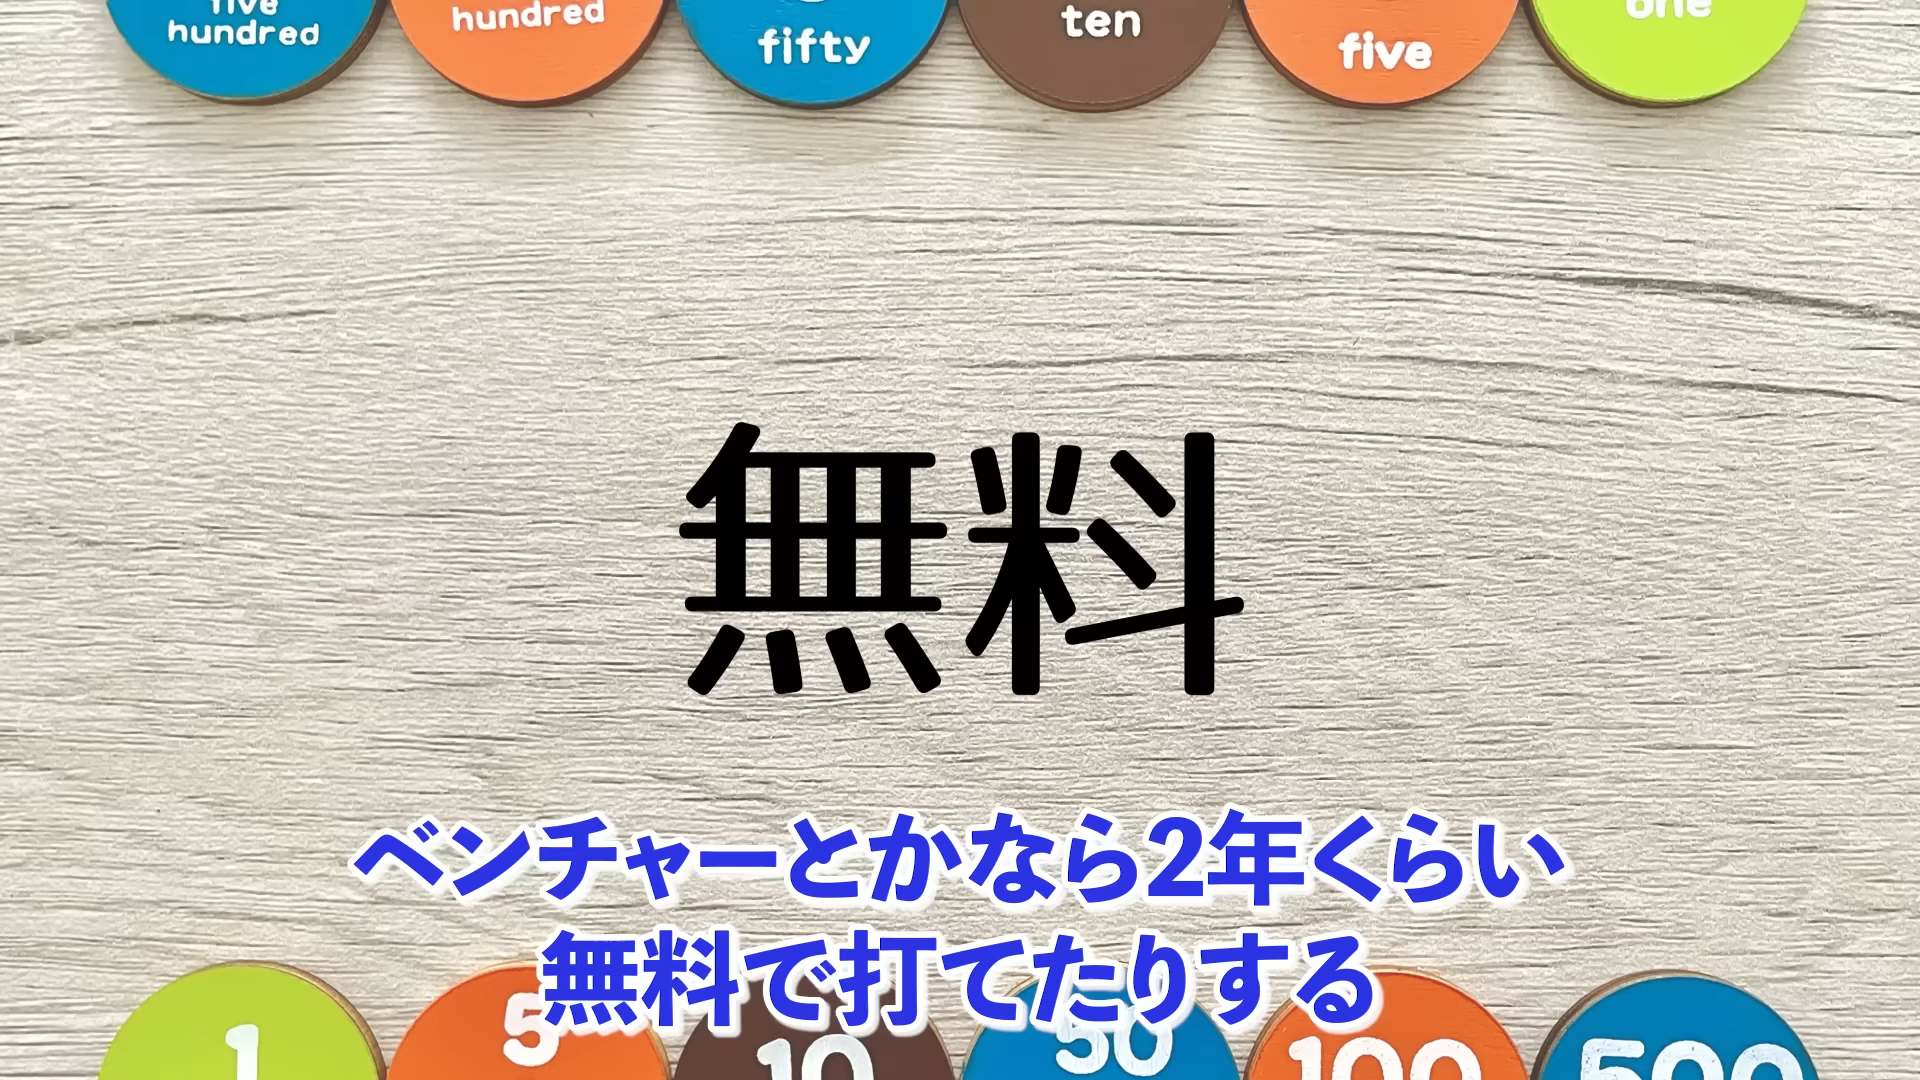 five
hundred
hundred
fifty
ten
five
one
無料
ベンチャーとかなら2年くらい
無料で打てたりする
1
5
10
50
100
500